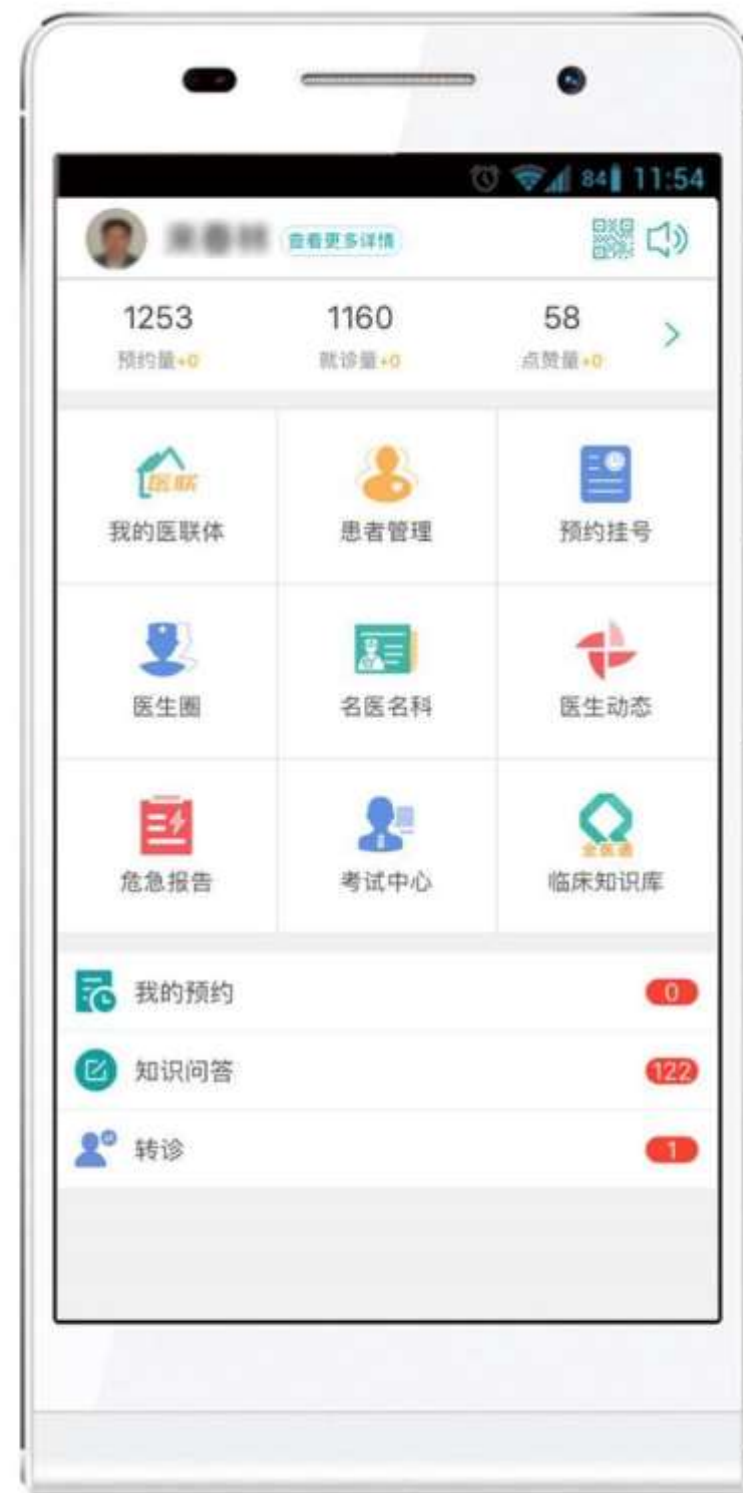 84 11:54
查看更多详情
1253 1160 58
预约量+0 就诊量+0 点赞量+0
医联
我的医联体 患者管理 预约挂号
医生圈 名医名科 医生动态
全医通
危急报告 考试中心 临床知识库
我的预约 0
知识问答 122
转诊 1